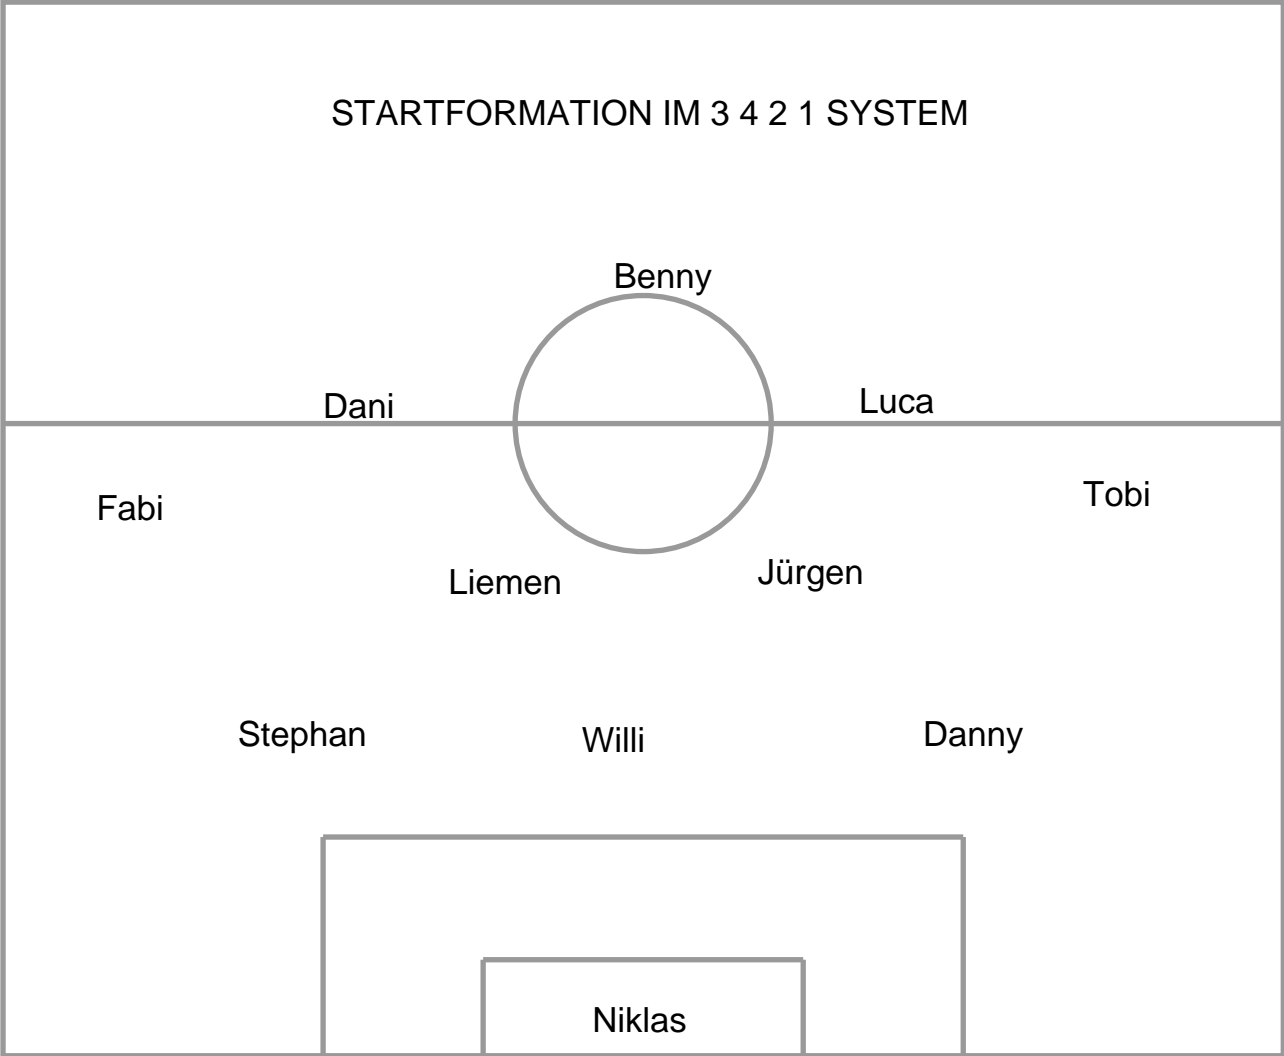 STARTFORMATION IM 3 4 2 1 SYSTEM
Benny
Dani
Luca
Fabi
Tobi
Liemen
Jürgen
Stephan
Willi
Danny
Niklas